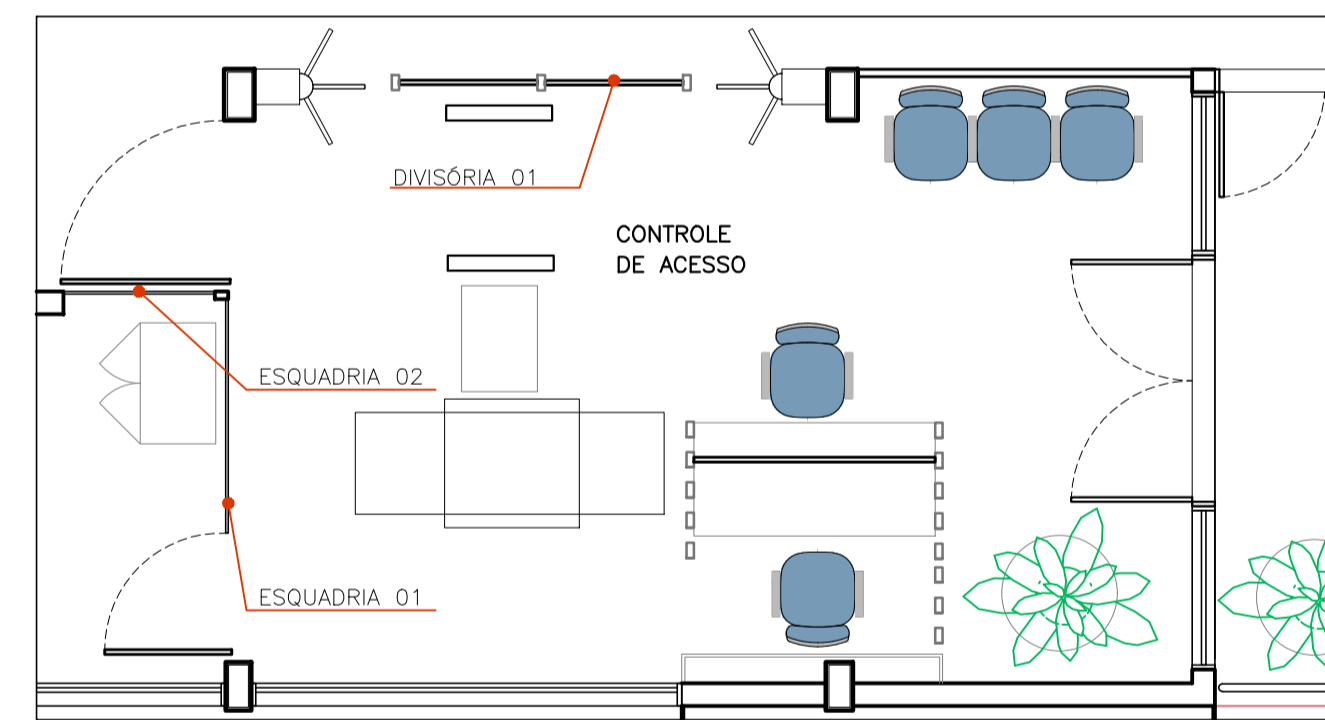 DIVISÓRIA 01
CONTROLE
DE ACESSO
ESQUADRIA 02
ESQUADRIA 01